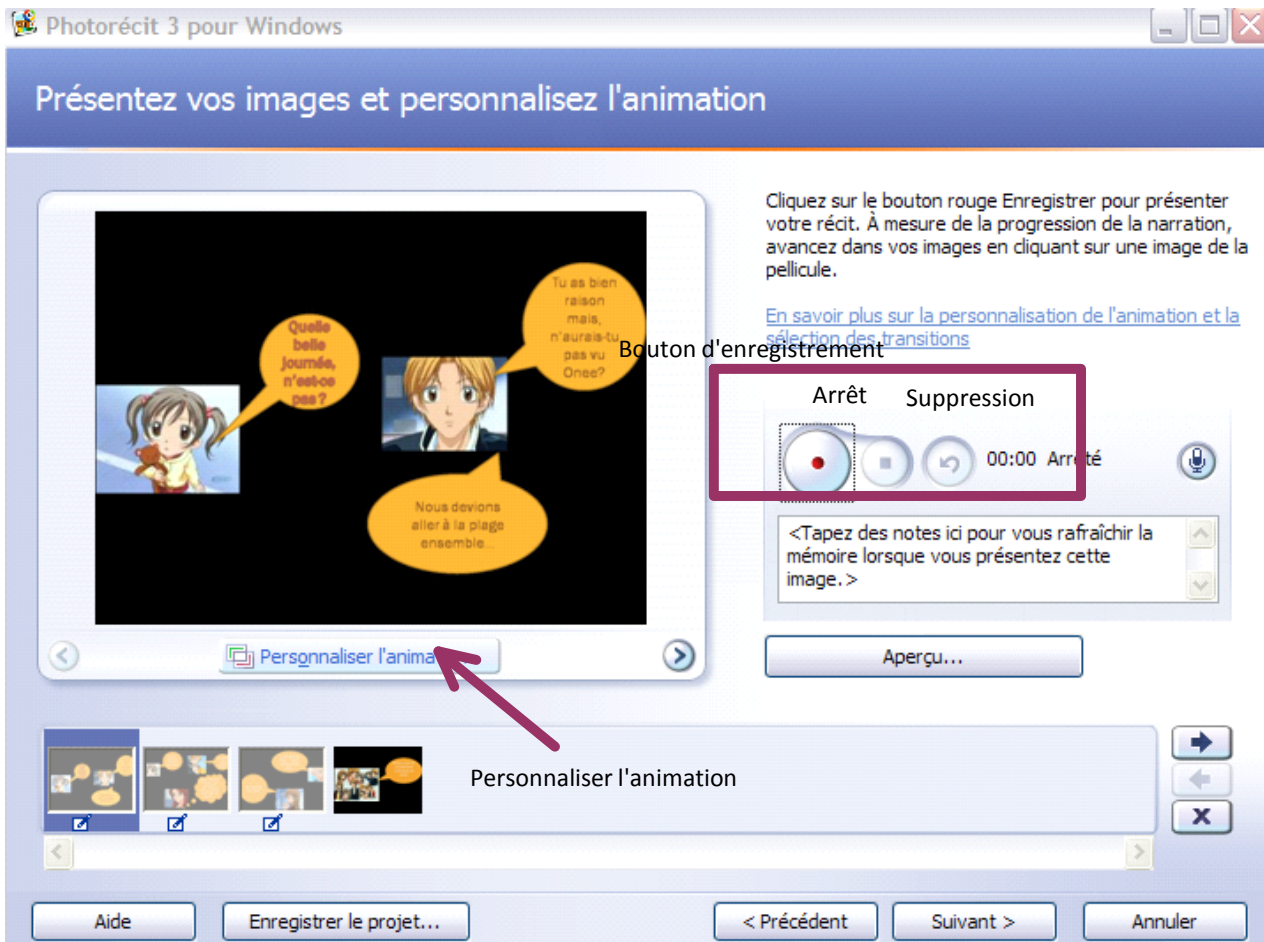 Photorécit 3 pour Windows
Présentez vos images et personnalisez l'animation
Quelle
belle
journée,
n'est-ce
pas ?
Tu as bien
raison
mais,
n'aurais-tu
pas vu
Onee?
Nous devions
aller à la plage
ensemble...
Personnaliser l'anima
Cliquez sur le bouton rouge Enregistrer pour présenter
votre récit. À mesure de la progression de la narration,
avancez dans vos images en cliquant sur une image de la
pellicule.
En savoir plus sur la personnalisation de l'animation et la
sélection des transitions
Bouton d'enregistrement
Arrêt Suppression
00:00 Arrêté
<Tapez des notes ici pour vous rafraîchir la
mémoire lorsque vous présentez cette
image.>
Aperçu...
Personnaliser l'animation
Aide Enregistrer le projet... < Précédent Suivant > Annuler